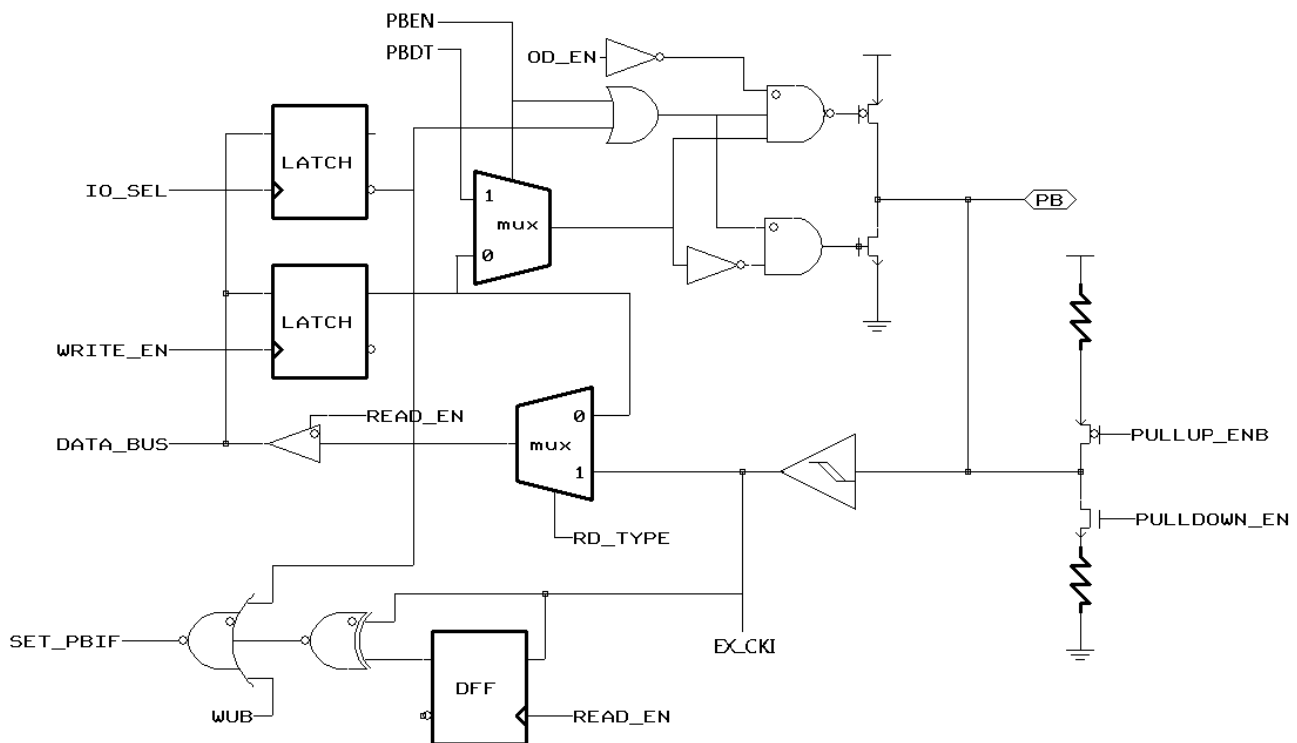 PBEN
PBDT
OD_EN
LATCH
IO_SEL
1
mux
0
PB
LATCH
WRITE_EN
READ_EN
DATA_BUS
0
mux
1
PULLUP_ENB
PULLDOWN_EN
RD_TYPE
SET_PBIF
EX_CKI
DFF
WUB
READ_EN